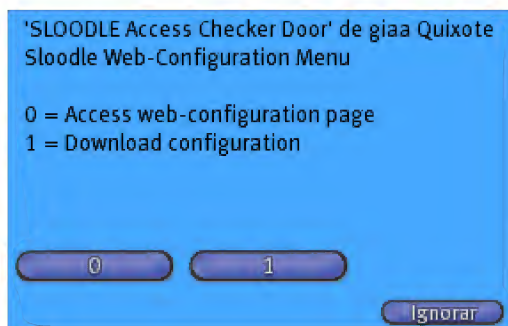 'SLOODLE Access Checker Door' de giaa Quixote
Sloodle Web-Configuration Menu
0 = Access web-configuration page
1 = Download configuration
0 1
Ignorar